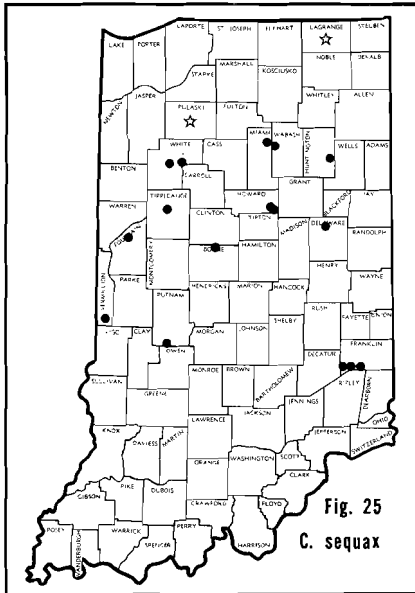 LAKE PORTER LAPORTE ST. JOSEPH ELKHART LAGRANGE STEUBEN
NOBLE DEKALB
MARSHALL
STARKE KOSCIUSKO
NEWTON JASPER WHITLEY ALLEN
PULASKI FULTON
WHITE CASS MIAMI WABASH HUNTINGTON WELLS ADAMS
BENTON CARROLL
GRANT
WARREN TIPPECANOE HOWARD BLACKFORD JAY
CLINTON TIPTON MADISON DELAWARE
RANDOLPH
FOUNTAIN MONTGOMERY BOONE HAMILTON
HENRY WAYNE
VERMILLION PARKE HENDRICKS MARION HANCOCK
PUTNAM RUSH FAYETTE UNION
VIGO CLAY MORGAN JOHNSON SHELBY
OWEN DECATUR FRANKLIN
SULLIVAN MONROE BROWN BARTHOLOMEW RIPLEY DEARBORN
GREENE
JENNINGS
JACKSON OHIO
LAWRENCE JEFFERSON SWITZERLAND
KNOX DAVIESS MARTIN
WASHINGTON SCOTT
ORANGE
CLARK
PIKE DUBOIS
GIBSON CRAWFORD FLOYD
POSEY VANDERBURGH WARRICK SPENCER PERRY HARRISON
Fig. 25
C. sequax